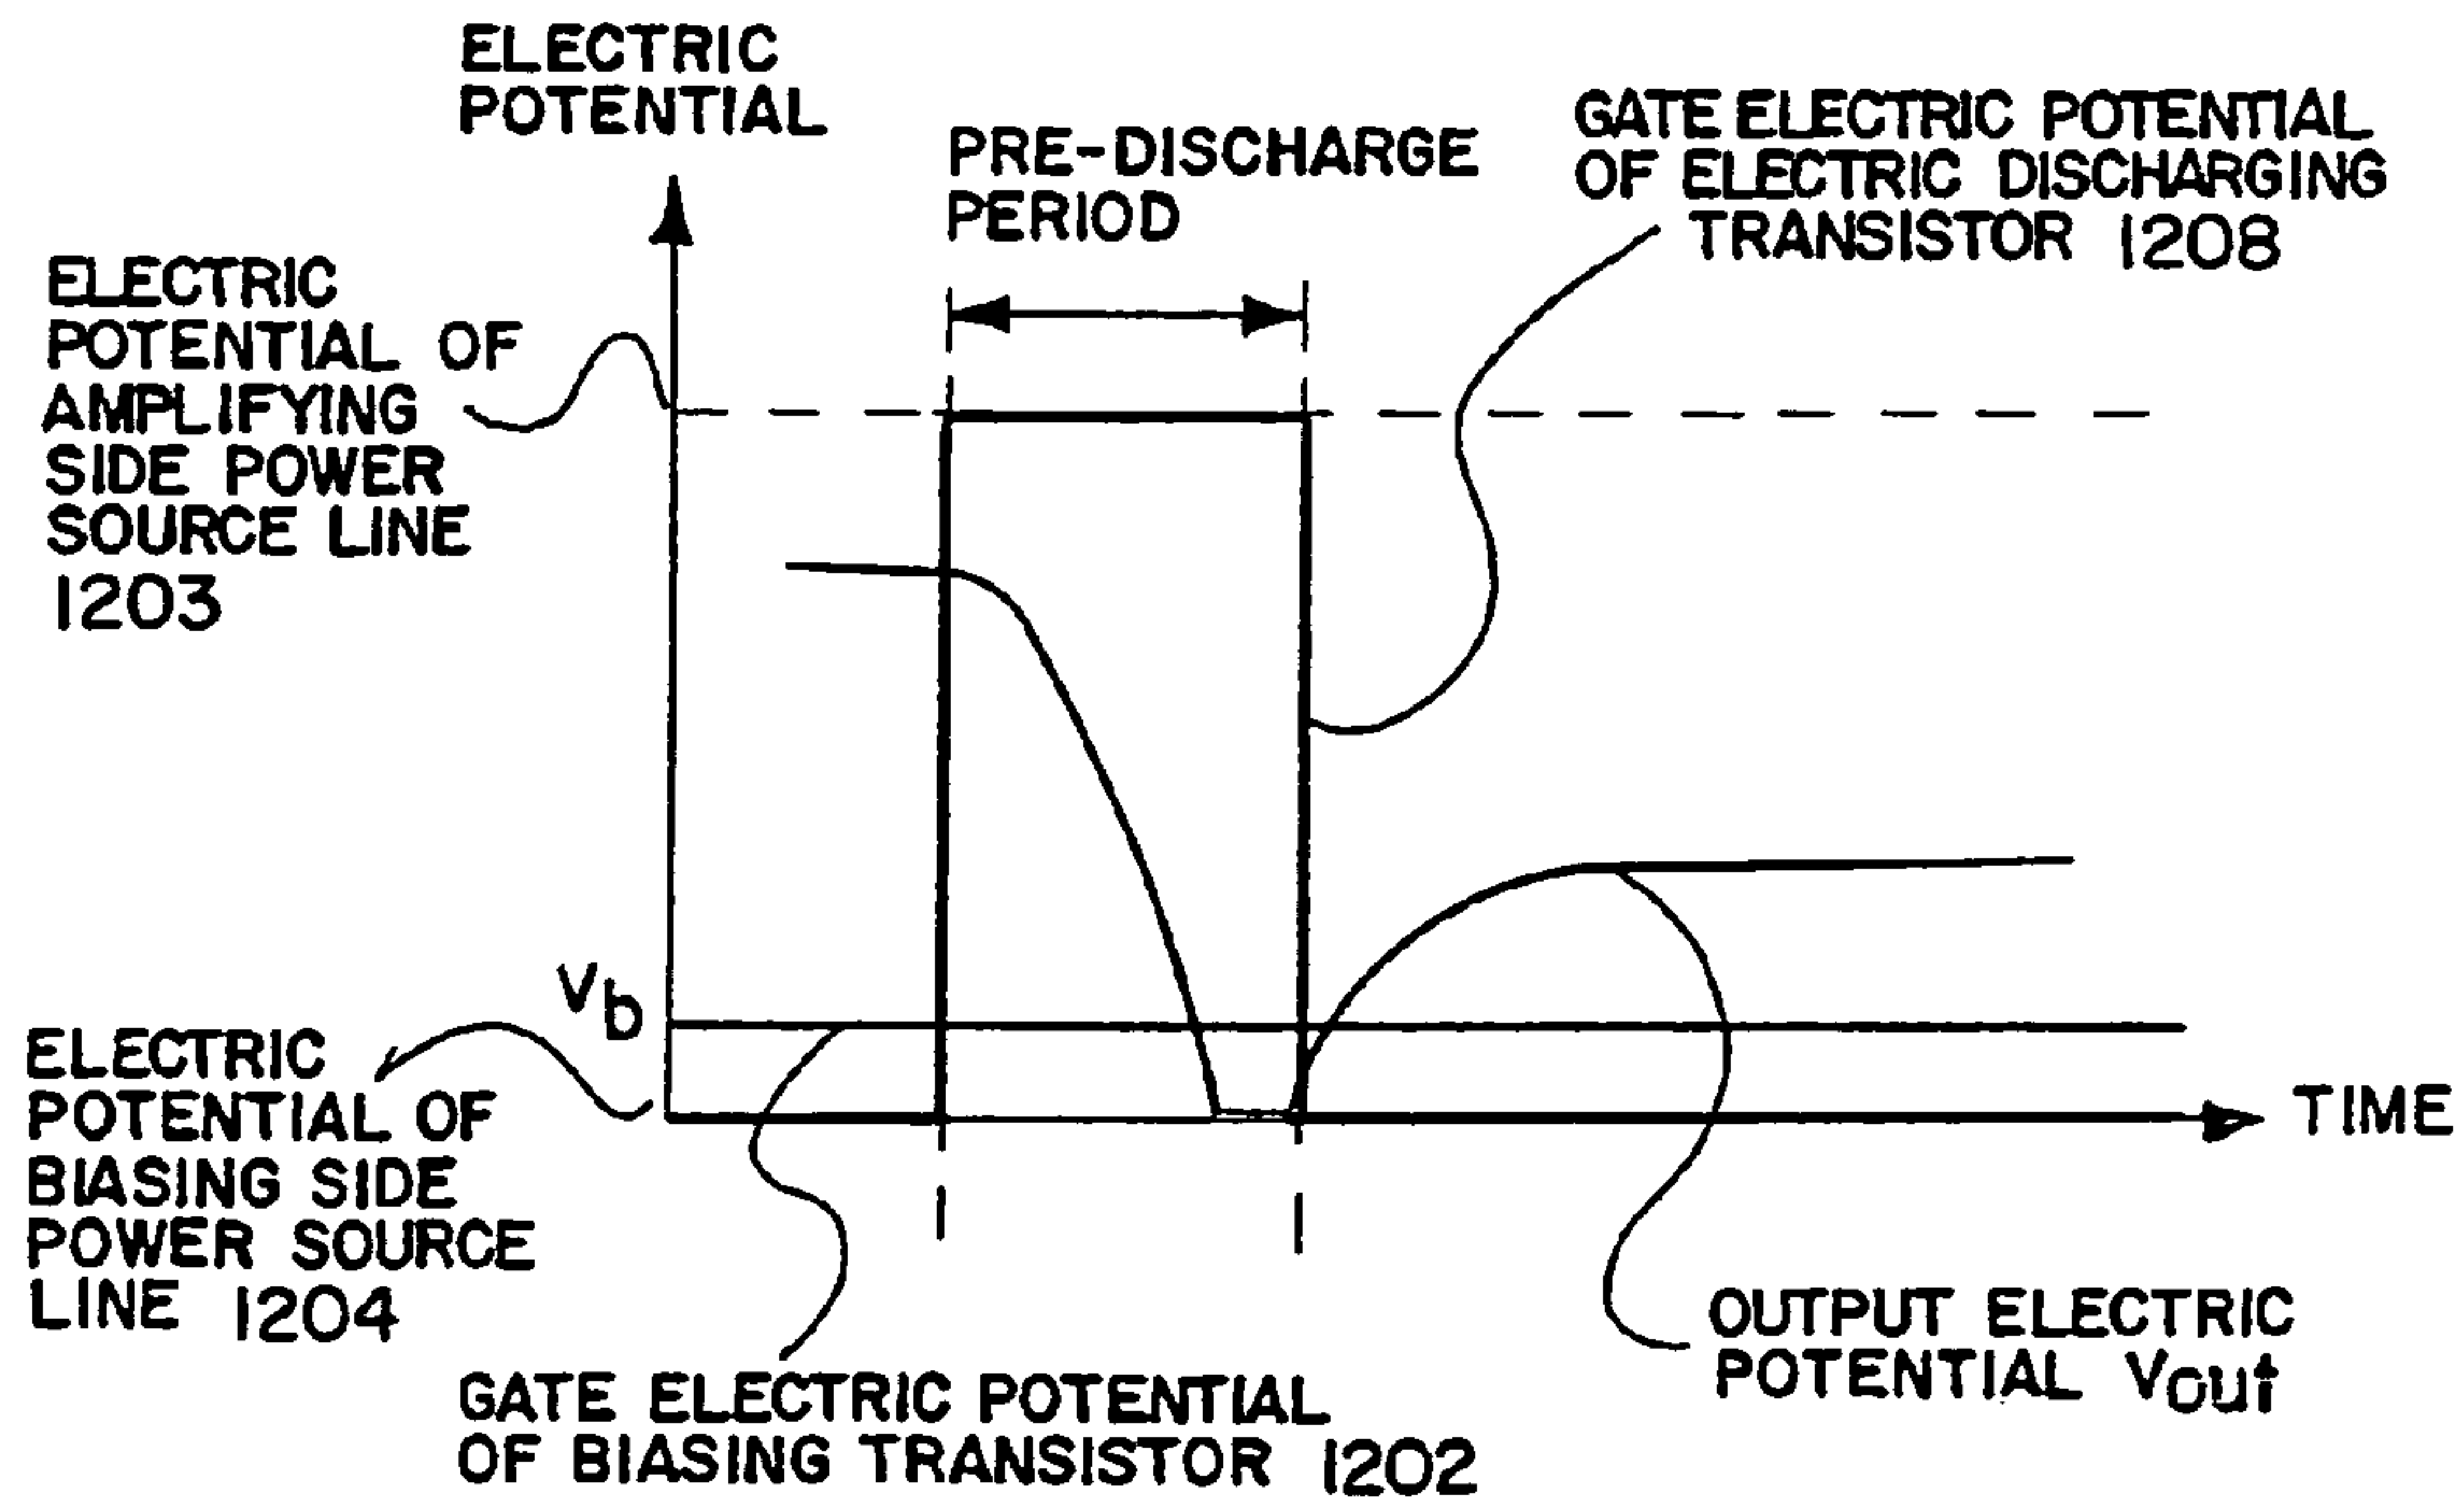 ELECTRIC
POTENTIAL
PRE-DISCHARGE
PERIOD
GATE ELECTRIC POTENTIAL
OF ELECTRIC DISCHARGING
TRANSISTOR 1208
ELECTRIC
POTENTIAL OF
AMPLIFYING
SIDE POWER
SOURCE LINE
1203
Vb
ELECTRIC
POTENTIAL OF
BIASING SIDE
POWER SOURCE
LINE 1204
TIME
GATE ELECTRIC POTENTIAL
OF BIASING TRANSISTOR 1202
OUTPUT ELECTRIC
POTENTIAL Vout